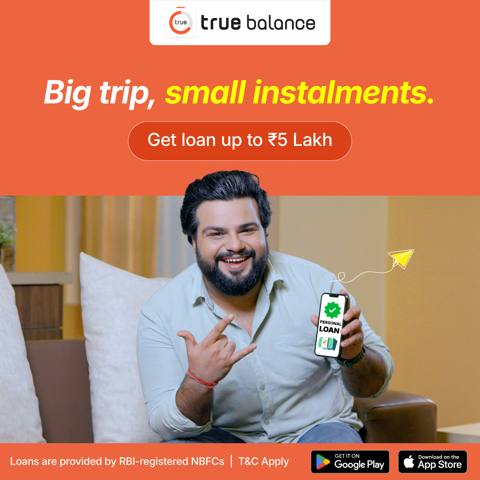 true
true balance
Big trip, small instalments.
Get loan up to ₹5 Lakh
PERSONAL
LOAN
Loans are provided by RBI-registered NBFCs | T&C Apply
GET IT ON
Google Play
Download on the
App Store